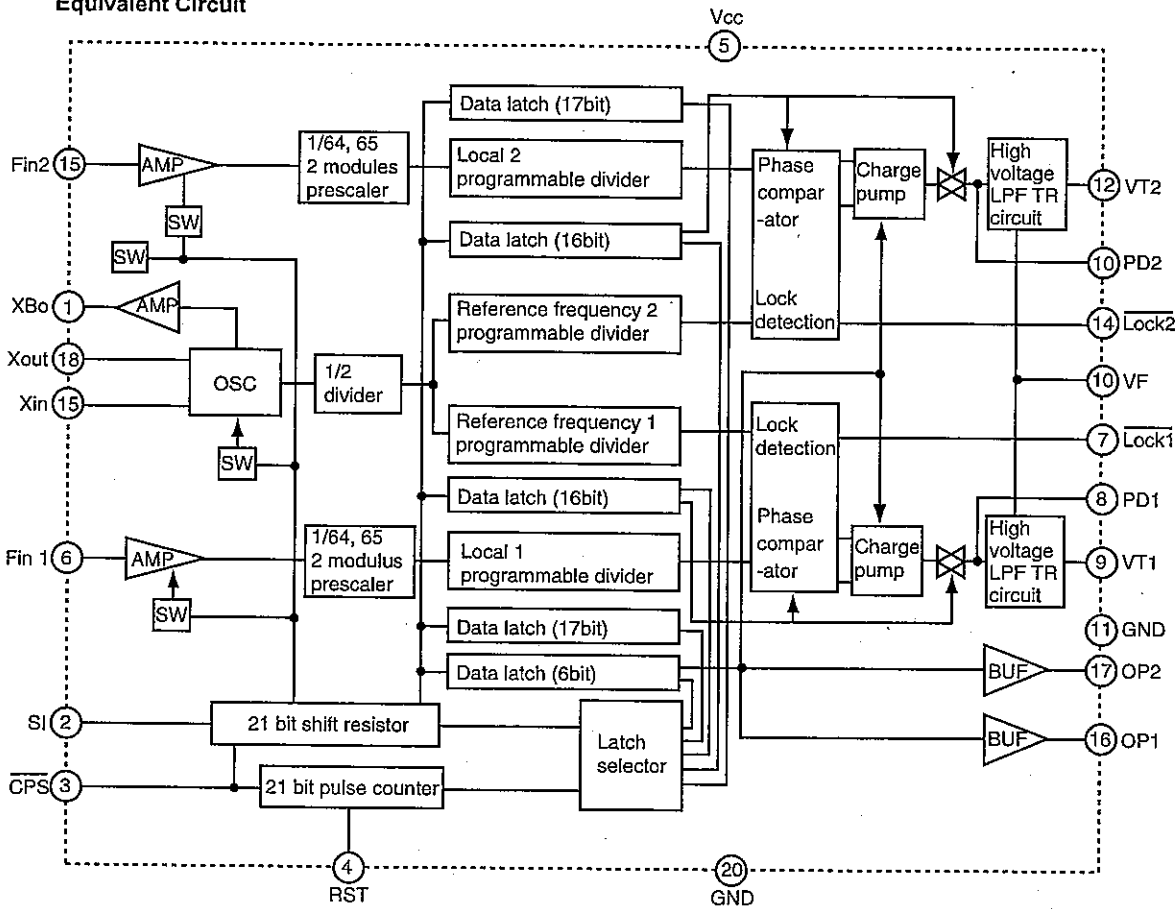 Equivalent Circuit
Vcc
5
Data latch (17bit)
Fin2 15
AMP
1/64, 65
2 modules
prescaler
Local 2
programmable divider
Phase
compar
-ator
Lock
detection
Charge
pump
High
voltage
LPF TR
circuit
12 VT2
SW
SW
Data latch (16bit)
10 PD2
XBo 1
AMP
Reference frequency 2
programmable divider
14 Lock2
Xout 18
OSC
1/2
divider
10 VF
Xin 15
Reference frequency 1
programmable divider
Lock
detection
Phase
compar
-ator
7 Lock1
SW
Data latch (16bit)
8 PD1
Fin 1 6
AMP
1/64, 65
2 modulus
prescaler
Local 1
programmable divider
Charge
pump
High
voltage
LPF TR
circuit
9 VT1
SW
Data latch (17bit)
11 GND
Data latch (6bit)
BUF
17 OP2
SI 2
21 bit shift resistor
Latch
selector
BUF
16 OP1
CPS 3
21 bit pulse counter
4
RST
20
GND